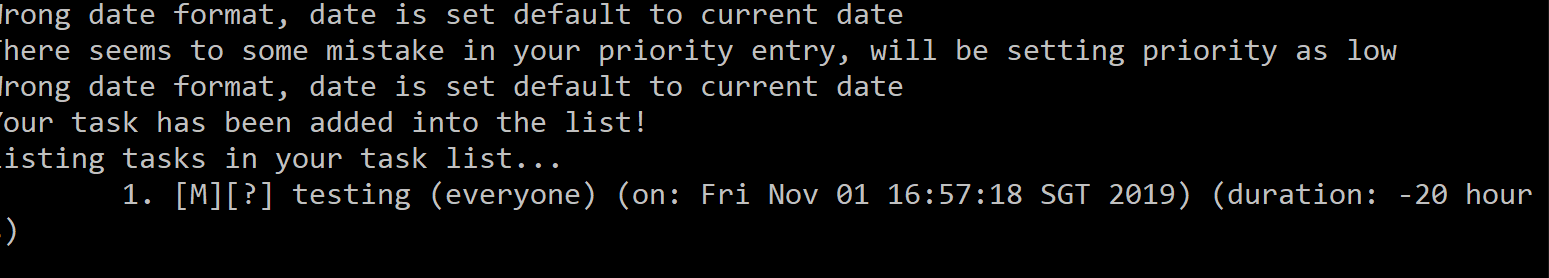 Wrong date format, date is set default to current date
There seems to some mistake in your priority entry, will be setting priority as low
Wrong date format, date is set default to current date
Your task has been added into the list!
Listing tasks in your task list...
1. [M][?] testing (everyone) (on: Fri Nov 01 16:57:18 SGT 2019) (duration: -20 hour
s)